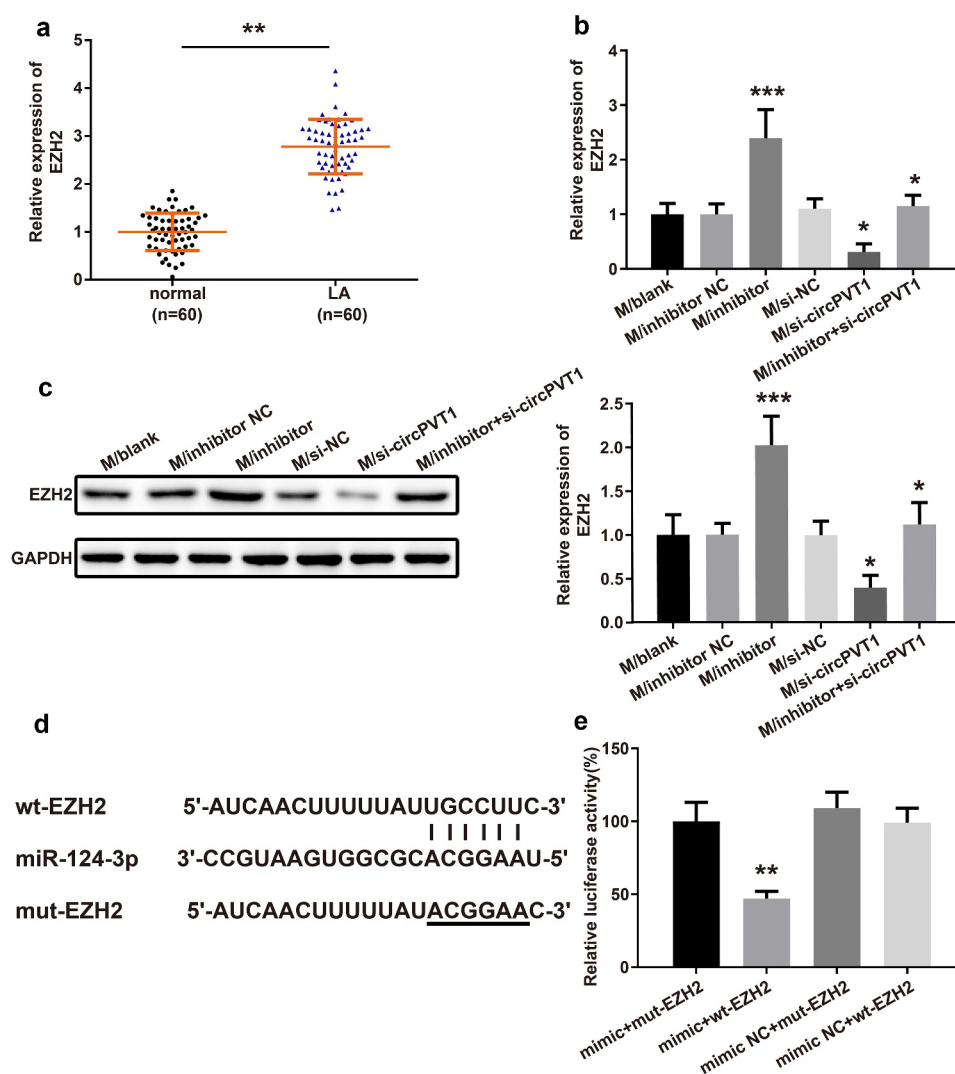 a
**
Relative expression of
EZH2
5
4
3
2
1
0
normal
(n=60)
LA
(n=60)
b
Relative expression of
EZH2
4
3
2
1
0
***
*
*
M/blank
M/inhibitor NC
M/inhibitor
M/si-NC
M/si-circPVT1
M/inhibitor+si-circPVT1
c
M/blank
M/inhibitor NC
M/inhibitor
M/si-NC
M/si-circPVT1
M/inhibitor+si-circPVT1
EZH2
GAPDH
Relative expression of
EZH2
2.5
2.0
1.5
1.0
0.5
0.0
***
*
*
M/blank
M/inhibitor NC
M/inhibitor
M/si-NC
M/si-circPVT1
M/inhibitor+si-circPVT1
d
wt-EZH2 5'-AUCAACUUUUUAUUGCCUUC-3'
miR-124-3p 3'-CCGUAAGUGGCGCACGGAAU-5'
mut-EZH2 5'-AUCAACUUUUUAUACGGAAC-3'
e
Relative luciferase activity(%)
150
100
50
0
**
mimic+mut-EZH2
mimic+wt-EZH2
mimic NC+mut-EZH2
mimic NC+wt-EZH2